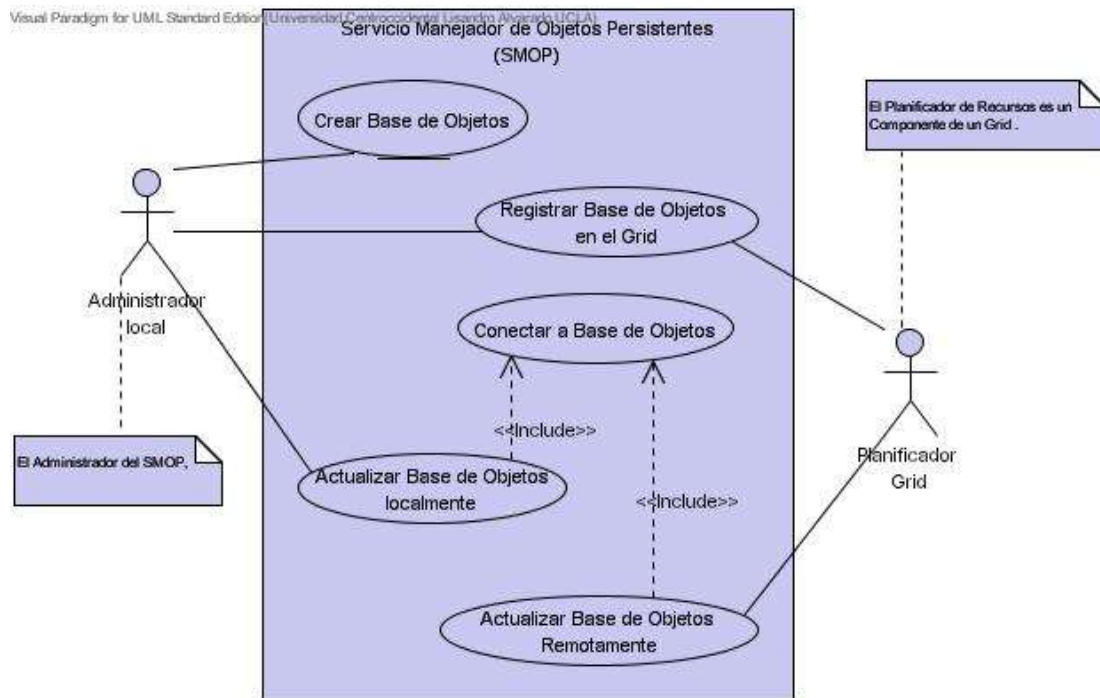 Visual Paradigm for UML Standard Edition(Universidad Centroccidental Lisandro Alvarado UCLA)
Servicio Manejador de Objetos Persistentes
(SMOP)
Crear Base de Objetos
El Planificador de Recursos es un
Componente de un Grid .
Registrar Base de Objetos
en el Grid
Administrador
local
Conectar a Base de Objetos
<<Include>>
El Administrador del SMOP,
Planificador
Grid
Actualizar Base de Objetos
localmente
<<Include>>
Actualizar Base de Objetos
Remotamente